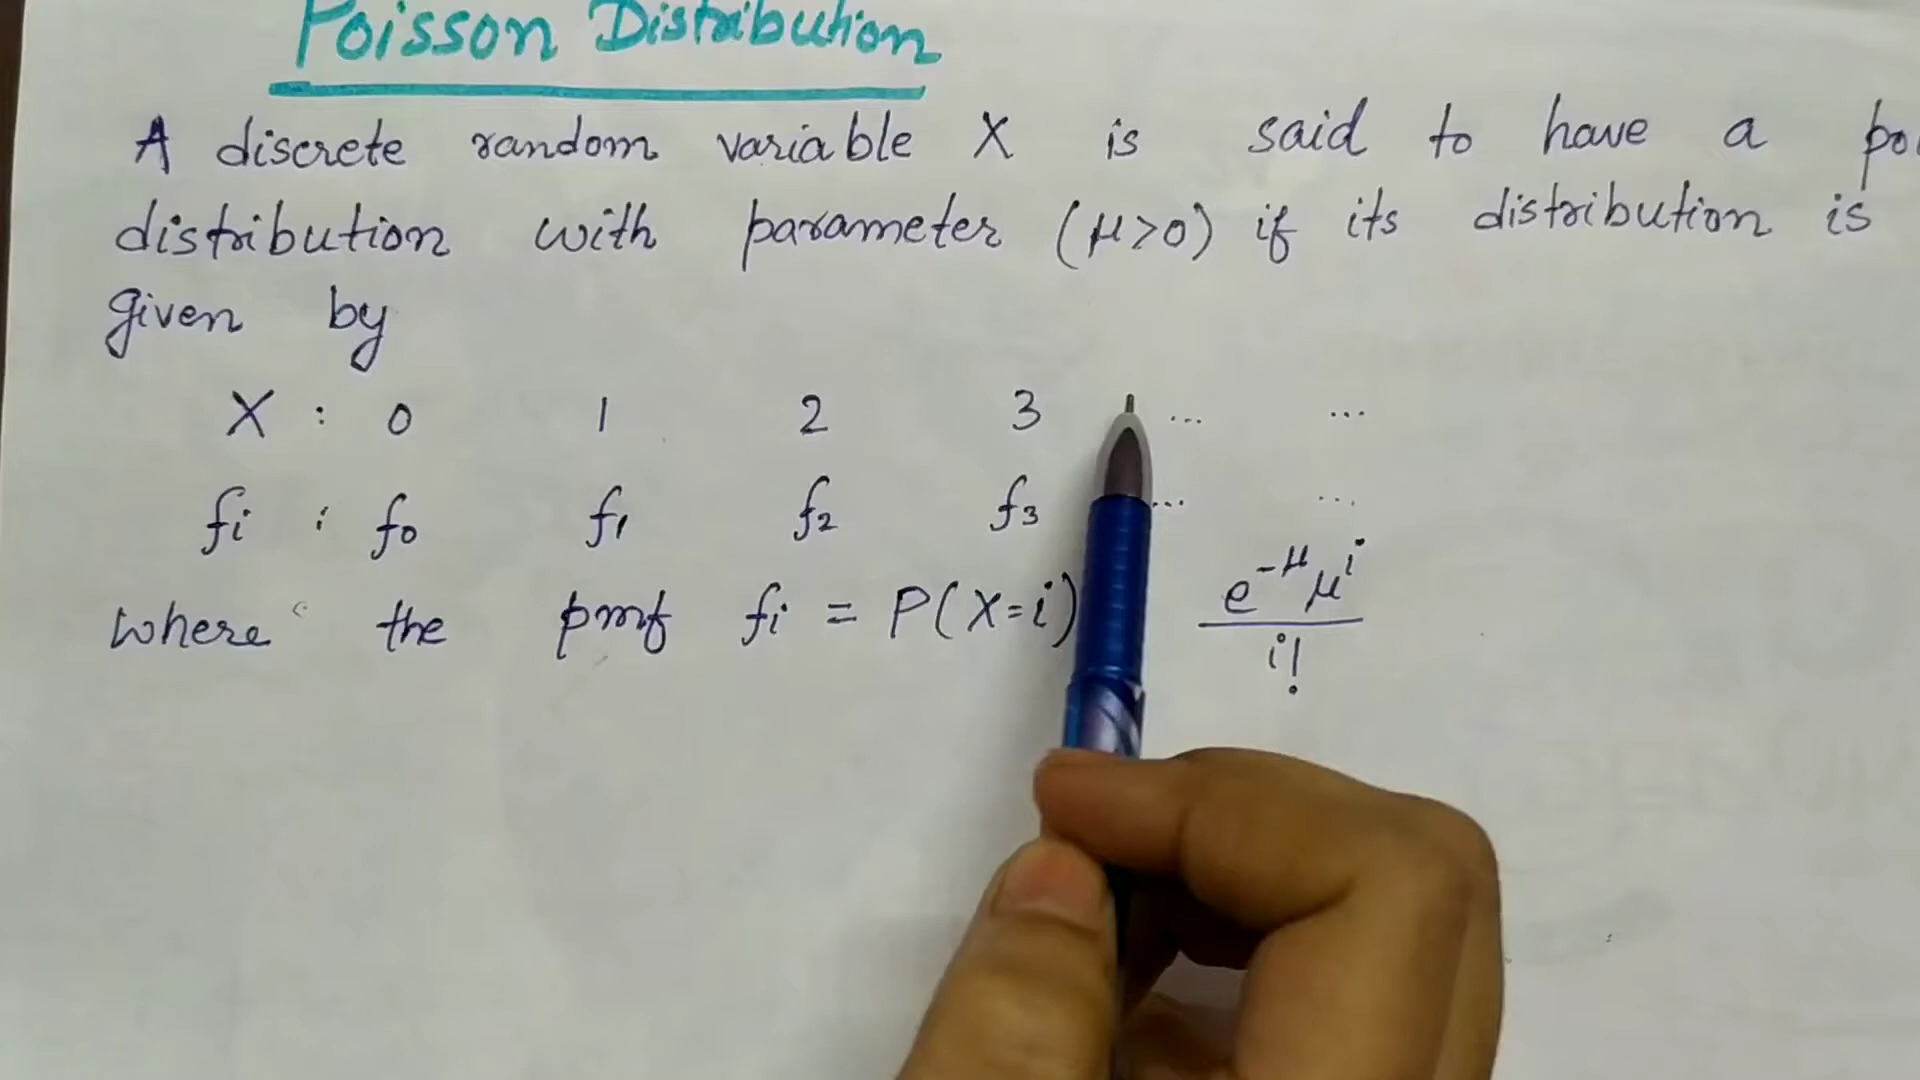 Poisson Distribution
A discrete random variable X is said to have a
distribution with parameter (μ>0) if its distribution is
given by
X : 0 1 2 3 ... ...
fi : f0 f1 f2 f3 ... ...
where the pmf fi = P(X=i) e^-μ μ^i / i!